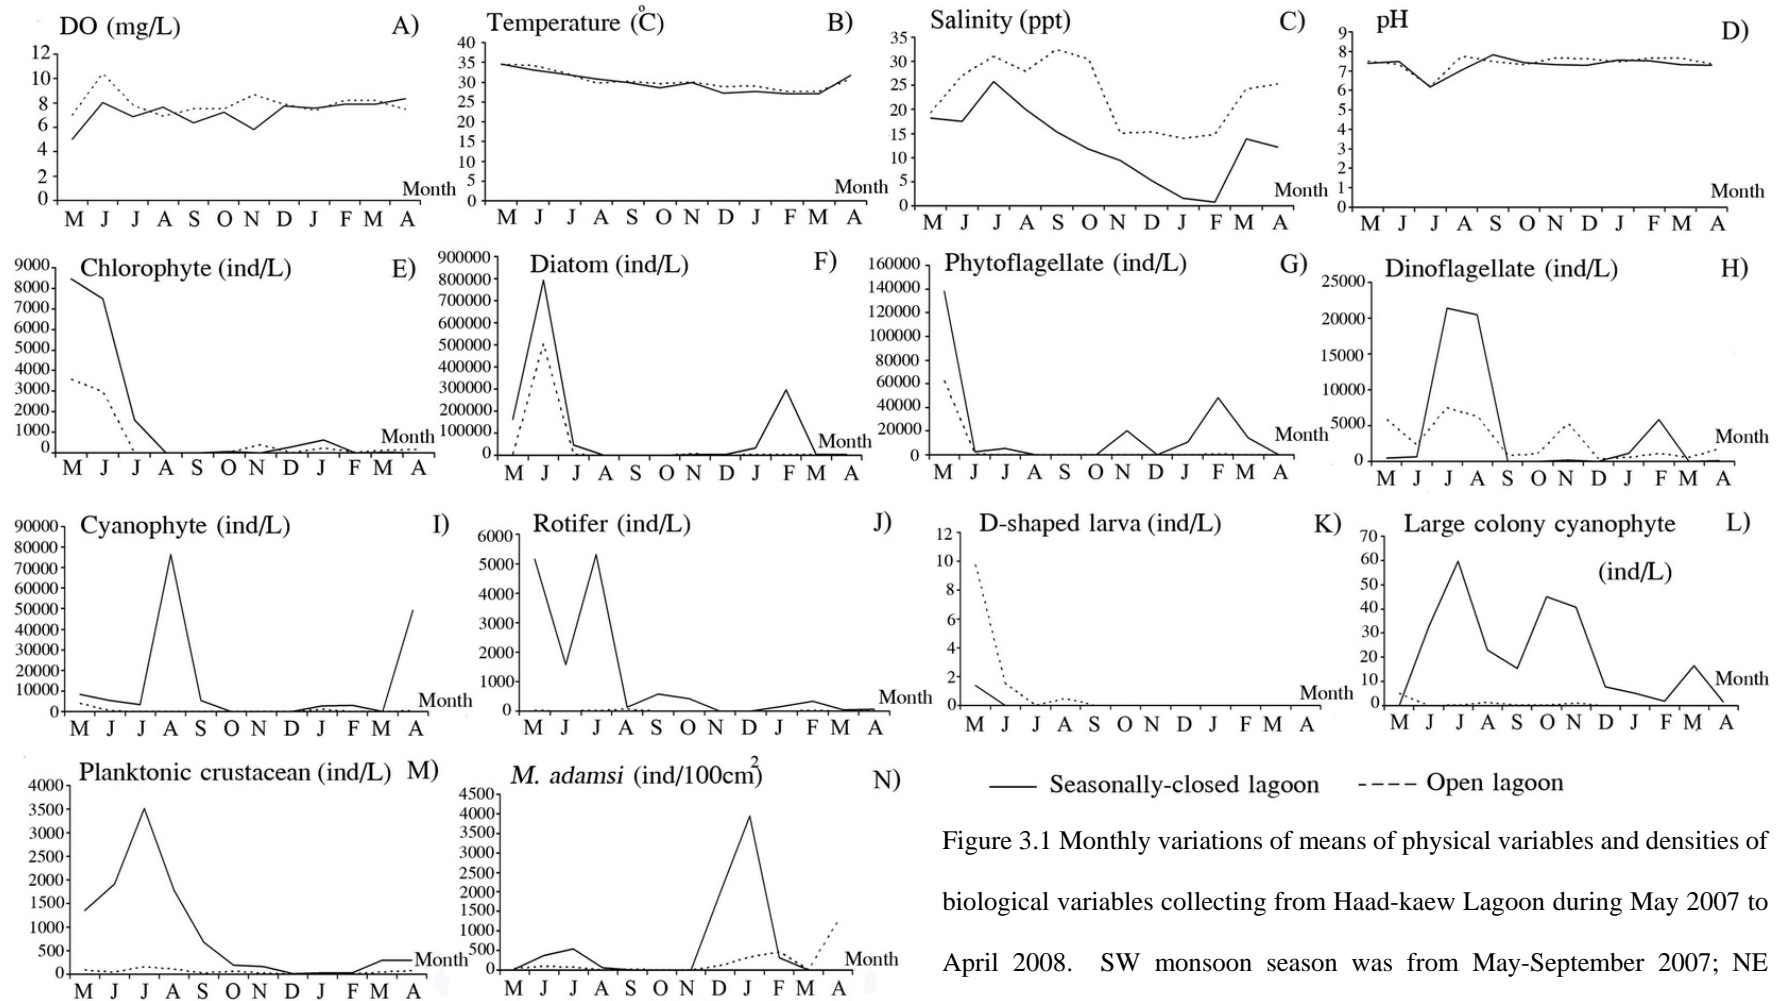 DO (mg/L) A)
12
10
8
6
4
2
0
Month
M J J A S O N D J F M A
Temperature (°C) B)
40
35
30
25
20
15
10
5
0
Month
M J J A S O N D J F M A
Salinity (ppt) C)
35
30
25
20
15
10
5
0
Month
M J J A S O N D J F M A
pH D)
9
8
7
6
5
4
3
2
1
0
Month
M J J A S O N D J F M A
Chlorophyte (ind/L) E)
9000
8000
7000
6000
5000
4000
3000
2000
1000
0
Month
M J J A S O N D J F M A
Diatom (ind/L) F)
900000
800000
700000
600000
500000
400000
300000
200000
100000
0
Month
M J J A S O N D J F M A
Phytoflagellate (ind/L) G)
160000
140000
120000
100000
80000
60000
40000
20000
0
Month
M J J A S O N D J F M A
Dinoflagellate (ind/L) H)
25000
20000
15000
10000
5000
0
Month
M J J A S O N D J F M A
Cyanophyte (ind/L) I)
90000
80000
70000
60000
50000
40000
30000
20000
10000
0
Month
M J J A S O N D J F M A
Rotifer (ind/L) J)
6000
5000
4000
3000
2000
1000
0
Month
M J J A S O N D J F M A
D-shaped larva (ind/L) K)
12
10
8
6
4
2
0
Month
M J J A S O N D J F M A
Large colony cyanophyte L)
(ind/L)
70
60
50
40
30
20
10
0
Month
M J J A S O N D J F M A
Planktonic crustacean (ind/L) M)
4000
3500
3000
2500
2000
1500
1000
500
0
Month
M J J A S O N D J F M A
M. adamsi (ind/100cm²) N)
4500
4000
3500
3000
2500
2000
1500
1000
500
0
Month
M J J A S O N D J F M A
Seasonally-closed lagoon Open lagoon
Figure 3.1 Monthly variations of means of physical variables and densities of
biological variables collecting from Haad-kaew Lagoon during May 2007 to
April 2008. SW monsoon season was from May-September 2007; NE